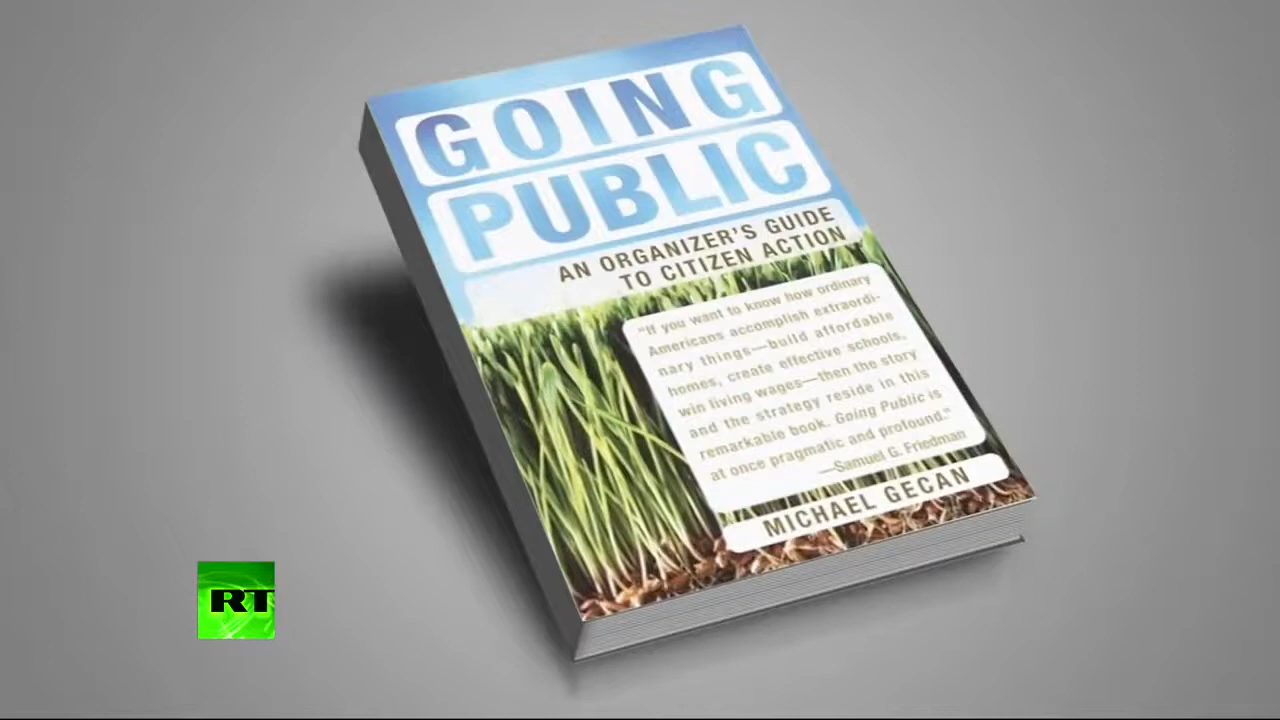 GOING
PUBLIC
AN ORGANIZER'S GUIDE
TO CITIZEN ACTION
"If you want to know how ordinary
Americans accomplish extraordi-
nary things—build affordable
homes, create effective schools,
win living wages—then the story
and the strategy reside in this
remarkable book. Going Public is
at once pragmatic and profound."
—Samuel G. Friedman
MICHAEL GECAN
RT